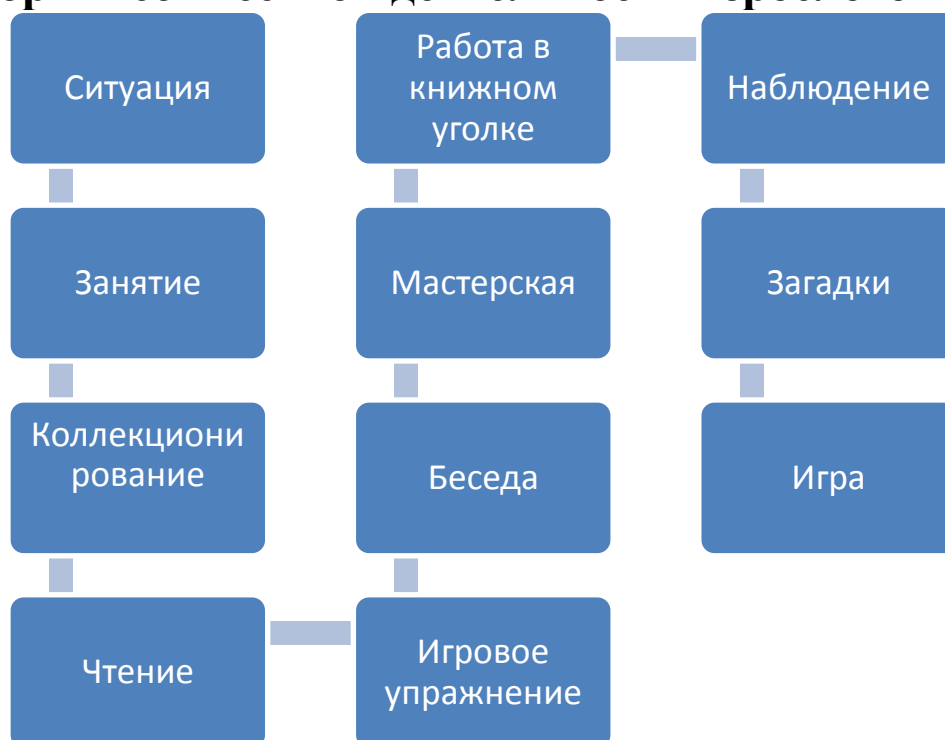 Ситуация
Занятие
Коллекциони
рование
Чтение
Игровое
упражнение
Беседа
Мастерская
Работа в
книжном
уголке
Наблюдение
Загадки
Игра